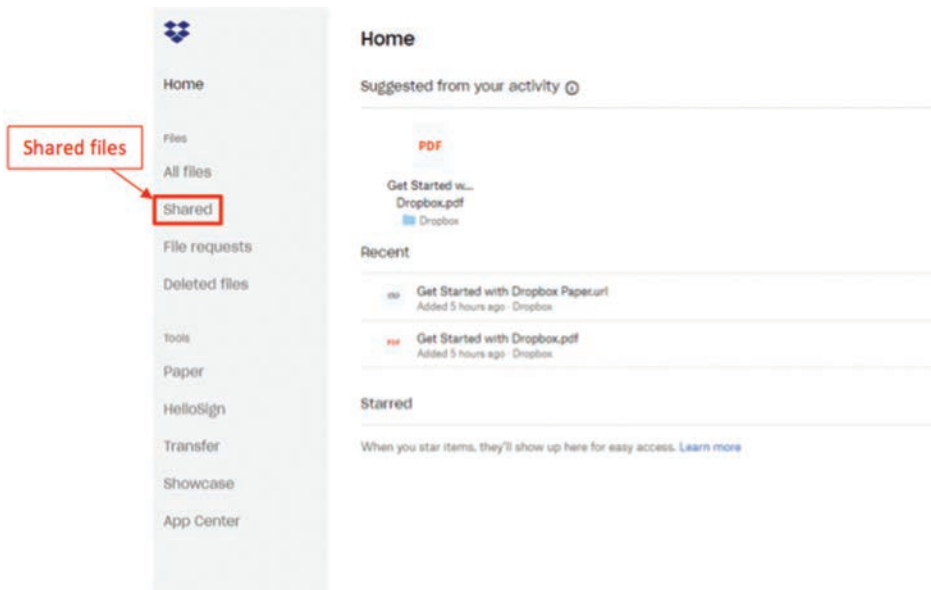 Home
Files
Shared files
All files
Shared
File requests
Deleted files
Tools
Paper
HelloSign
Transfer
Showcase
App Center
Home
Suggested from your activity
PDF
Get Started w...
Dropbox.pdf
Dropbox
Recent
Get Started with Dropbox Paper.url
Added 5 hours ago · Dropbox
PDF Get Started with Dropbox.pdf
Added 5 hours ago · Dropbox
Starred
When you star items, they'll show up here for easy access. Learn more